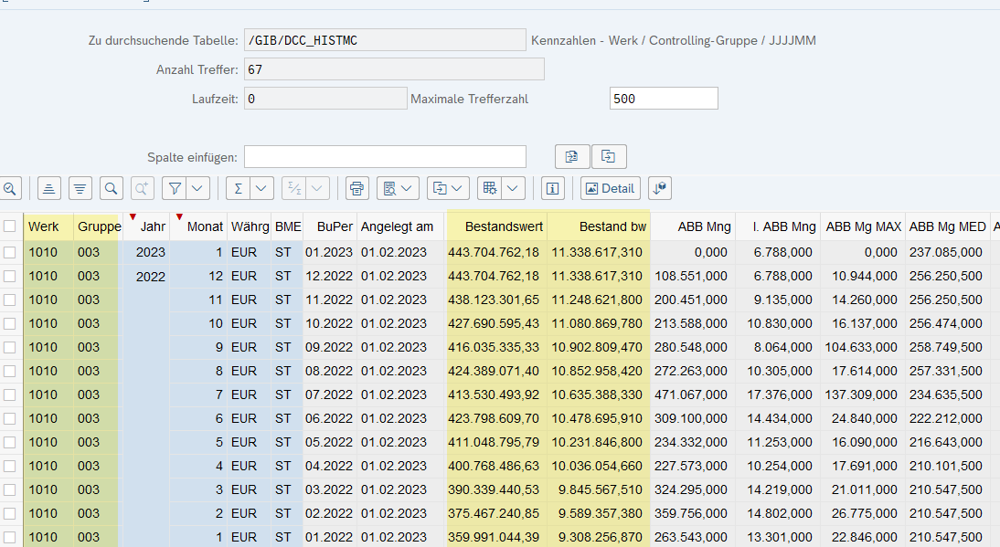 Zu durchsuchende Tabelle: /GIB/DCC_HISTMC Kennzahlen - Werk / Controlling-Gruppe / JJJJMM
Anzahl Treffer: 67
Laufzeit: 0 Maximale Trefferzahl 500
Spalte einfügen:
Detail
Werk Gruppe Jahr Monat Währg BME BuPer Angelegt am Bestandswert Bestand bw ABB Mng I. ABB Mng ABB Mg MAX ABB Mg MED A
1010 003 2023 1 EUR ST 01.2023 01.02.2023 443.704.762,18 11.338.617,310 0,000 6.788,000 0,000 237.085,000
1010 003 2022 12 EUR ST 12.2022 01.02.2023 443.704.762,18 11.338.617,310 108.551,000 6.788,000 10.944,000 256.250,500
1010 003 11 EUR ST 11.2022 01.02.2023 438.123.301,65 11.248.621,800 200.451,000 9.135,000 14.260,000 256.250,500
1010 003 10 EUR ST 10.2022 01.02.2023 427.690.595,43 11.080.869,780 213.588,000 10.830,000 16.137,000 256.474,000
1010 003 9 EUR ST 09.2022 01.02.2023 416.035.335,33 10.902.809,470 280.548,000 8.064,000 104.633,000 258.749,500
1010 003 8 EUR ST 08.2022 01.02.2023 424.389.071,40 10.852.958,420 272.263,000 10.305,000 17.614,000 257.331,500
1010 003 7 EUR ST 07.2022 01.02.2023 413.530.493,92 10.635.388,330 471.067,000 17.376,000 137.309,000 234.635,500
1010 003 6 EUR ST 06.2022 01.02.2023 423.798.609,70 10.478.695,910 309.100,000 14.434,000 24.840,000 222.212,000
1010 003 5 EUR ST 05.2022 01.02.2023 411.048.795,79 10.231.846,800 234.332,000 11.253,000 16.090,000 216.643,000
1010 003 4 EUR ST 04.2022 01.02.2023 400.768.486,63 10.036.054,660 227.573,000 10.254,000 17.691,000 210.101,500
1010 003 3 EUR ST 03.2022 01.02.2023 390.339.440,53 9.845.567,510 324.295,000 14.219,000 21.011,000 210.547,500
1010 003 2 EUR ST 02.2022 01.02.2023 375.467.240,85 9.589.357,380 359.756,000 14.802,000 26.775,000 210.547,500
1010 003 1 EUR ST 01.2022 01.02.2023 359.991.044,39 9.308.256,870 263.543,000 13.301,000 22.846,000 210.547,500